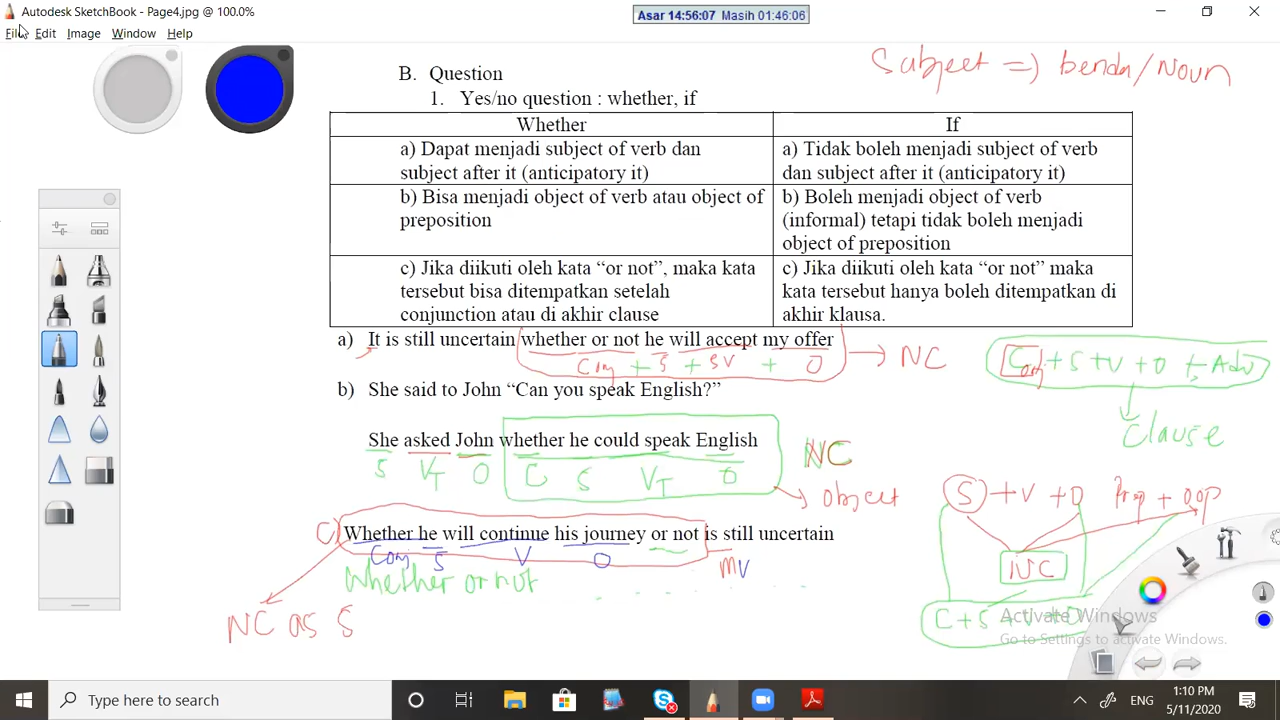 Autodesk SketchBook - Page4.jpg @ 100.0%
Asar 14:56:07 Masih 01:46:06
File Edit Image Window Help
Subject => benda/Noun
B. Question
1. Yes/no question : whether, if
Whether
If
a) Dapat menjadi subject of verb dan
subject after it (anticipatory it)
a) Tidak boleh menjadi subject of verb
dan subject after it (anticipatory it)
b) Bisa menjadi object of verb atau object of
preposition
b) Boleh menjadi object of verb
(informal) tetapi tidak boleh menjadi
object of preposition
c) Jika diikuti oleh kata “or not”, maka kata
tersebut bisa ditempatkan setelah
conjunction atau di akhir clause
c) Jika diikuti oleh kata “or not” maka
kata tersebut hanya boleh ditempatkan di
akhir klausa.
a) It is still uncertain whether or not he will accept my offer
Conj + S + SV + O
NC
Conj + S + V + O + Adv
Clause
b) She said to John “Can you speak English?”
She asked John whether he could speak English
S VT O C S VT O
NC
object
S + V + O Prep + OOP
NC
C + S + V + O
c) Whether he will continue his journey or not is still uncertain
Conj S V O
MV
Whether or not
NC as S
Activate Windows
Go to Settings to activate Windows.
Type here to search
ENG
1:10 PM
5/11/2020